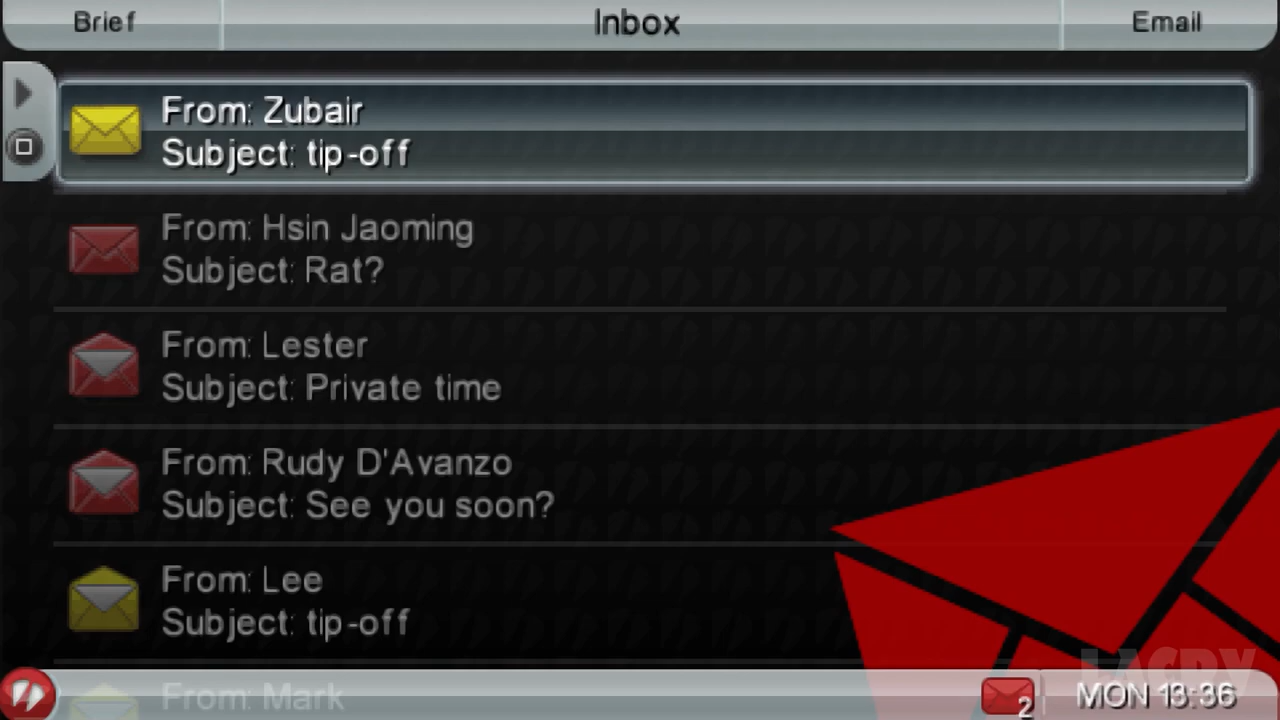 Brief
Inbox
Email
From: Zubair
Subject: tip-off
From: Hsin Jaoming
Subject: Rat?
From: Lester
Subject: Private time
From: Rudy D'Avanzo
Subject: See you soon?
From: Lee
Subject: tip-off
From: Mark
2
MON 13:36